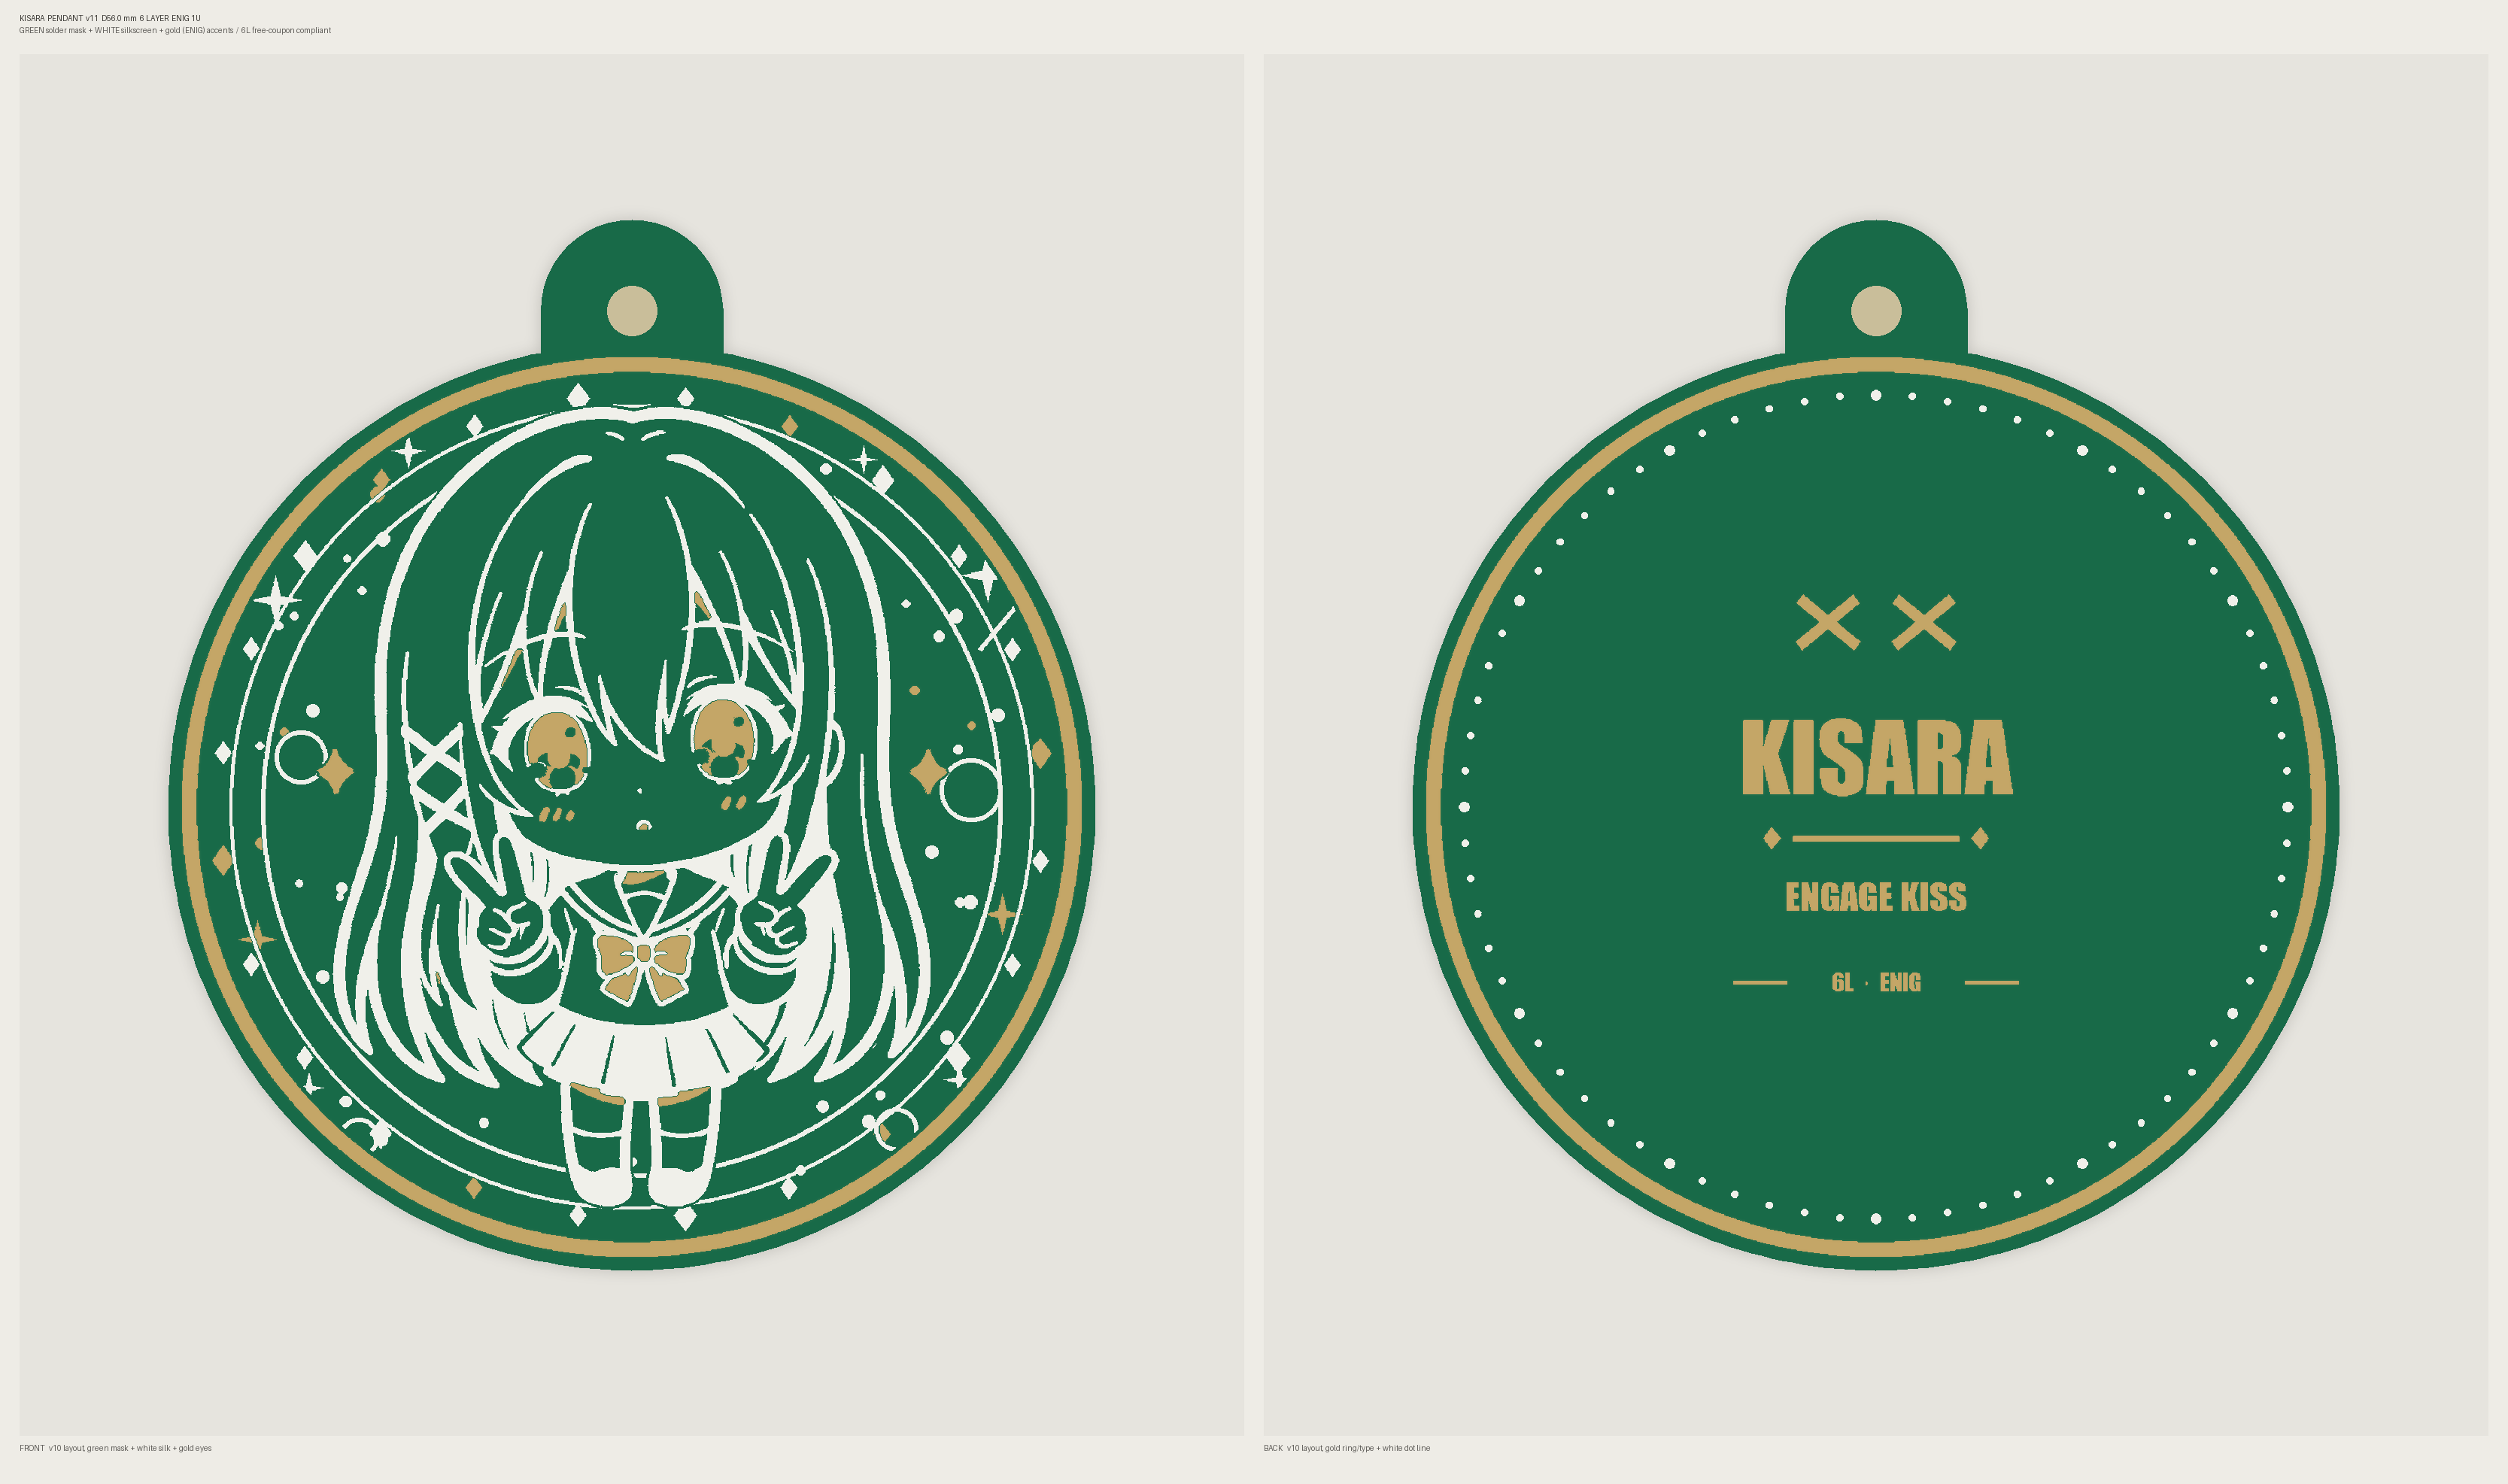 KISARA PENDANT v11 D56.0 mm 6 LAYER ENIG 1U
GREEN solder mask + WHITE silkscreen + gold (ENIG) accents / 6L free-coupon compliant
KISARA
ENGAGE KISS
6L · ENIG
FRONT v10 layout, green mask + white silk + gold eyes
BACK v10 layout, gold ring/type + white dot line